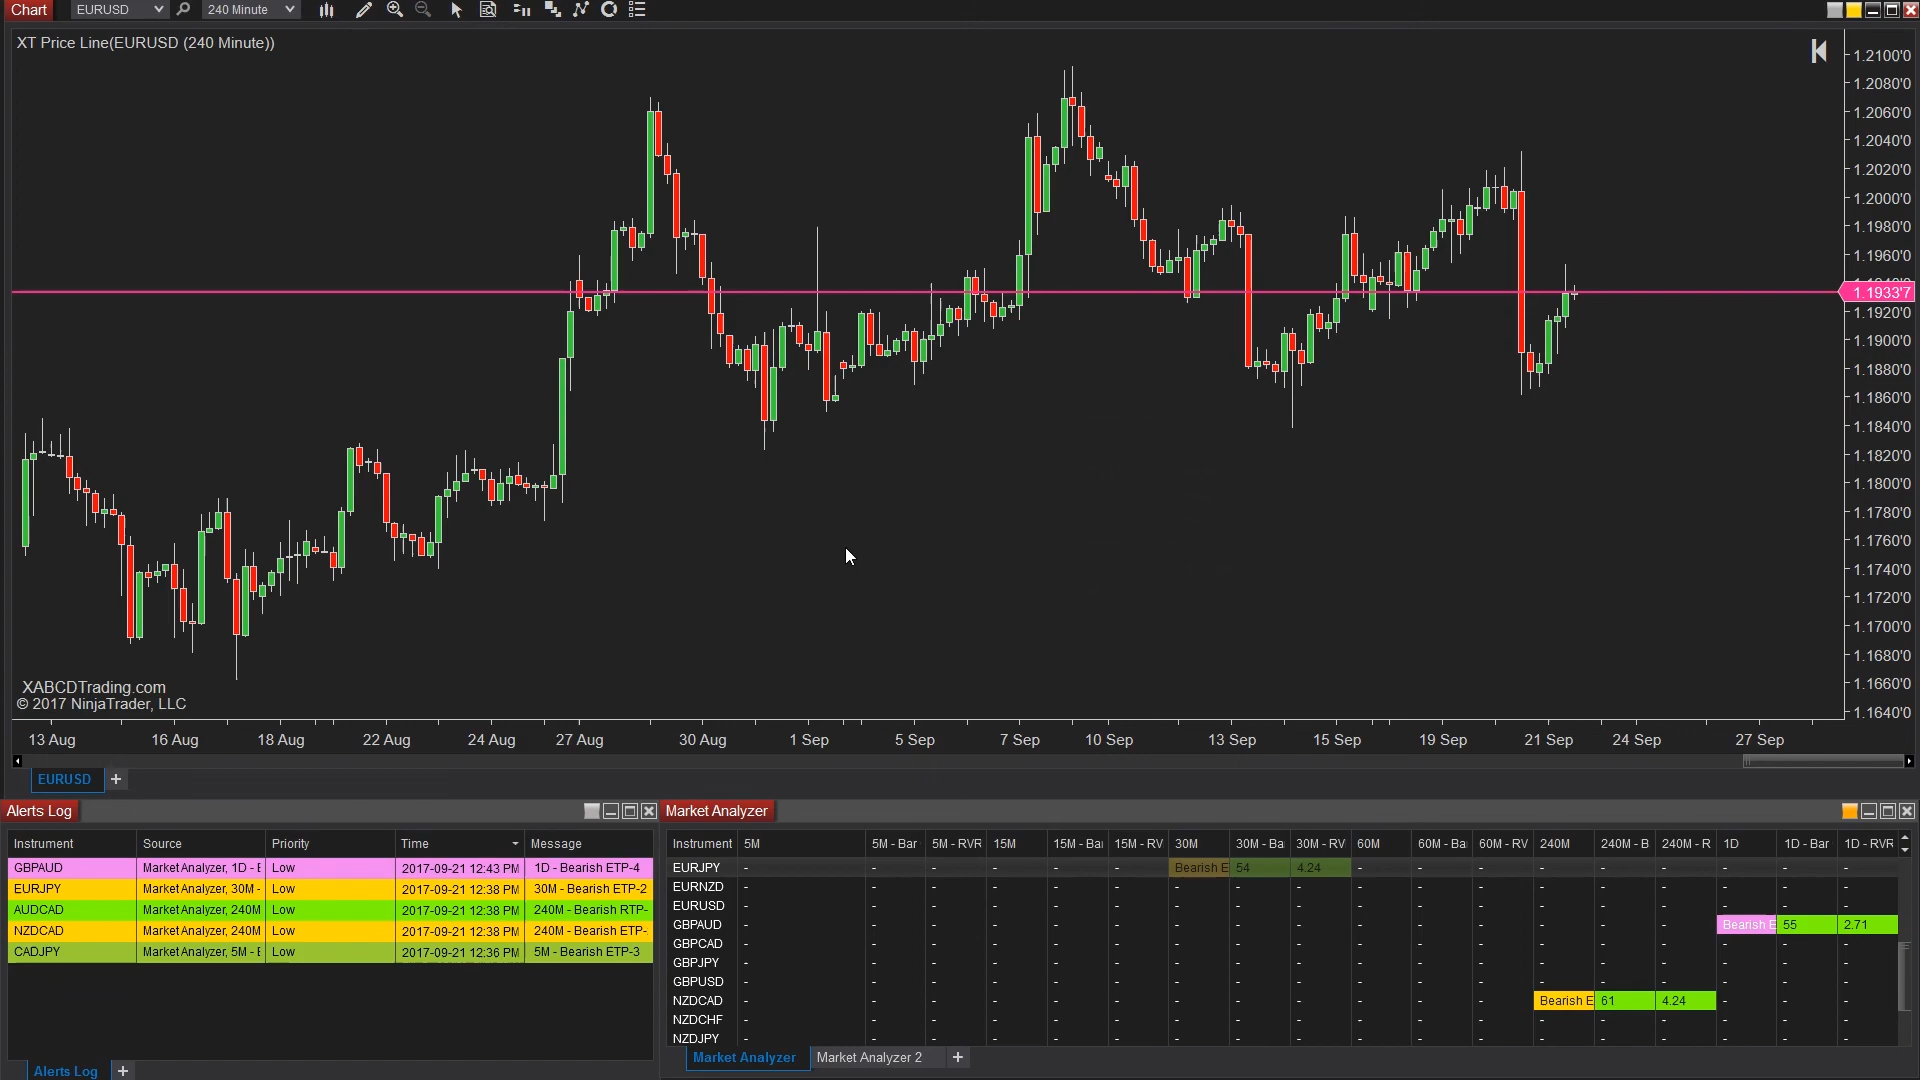 Chart EURUSD 240 Minute
XT Price Line(EURUSD (240 Minute))
1.2100'0
1.2080'0
1.2060'0
1.2040'0
1.2020'0
1.2000'0
1.1980'0
1.1960'0
1.1933'7
1.1920'0
1.1900'0
1.1880'0
1.1860'0
1.1840'0
1.1820'0
1.1800'0
1.1780'0
1.1760'0
1.1740'0
1.1720'0
1.1700'0
1.1680'0
1.1660'0
1.1640'0
XABCDTrading.com
© 2017 NinjaTrader, LLC
13 Aug 16 Aug 18 Aug 22 Aug 24 Aug 27 Aug 30 Aug 1 Sep 5 Sep 7 Sep 10 Sep 13 Sep 15 Sep 19 Sep 21 Sep 24 Sep 27 Sep
EURUSD +
Alerts Log
Instrument Source Priority Time Message
GBPAUD Market Analyzer, 1D - E Low 2017-09-21 12:43 PM 1D - Bearish ETP-4
EURJPY Market Analyzer, 30M - Low 2017-09-21 12:38 PM 30M - Bearish ETP-2
AUDCAD Market Analyzer, 240M Low 2017-09-21 12:38 PM 240M - Bearish RTP-
NZDCAD Market Analyzer, 240M Low 2017-09-21 12:38 PM 240M - Bearish ETP-
CADJPY Market Analyzer, 5M - E Low 2017-09-21 12:36 PM 5M - Bearish ETP-3
Alerts Log +
Market Analyzer
Instrument 5M 5M - Bar 5M - RVR 15M 15M - Bar 15M - RV 30M 30M - Ba 30M - RV 60M 60M - Ba 60M - RV 240M 240M - B 240M - R 1D 1D - Bar 1D - RVR
EURJPY - - - - - - Bearish E 54 4.24 - - - - - - - - -
EURNZD - - - - - - - - - - - - - - - - - -
EURUSD - - - - - - - - - - - - - - - - - -
GBPAUD - - - - - - - - - - - - - - - Bearish E 55 2.71
GBPCAD - - - - - - - - - - - - - - - - - -
GBPJPY - - - - - - - - - - - - - - - - - -
GBPUSD - - - - - - - - - - - - - - - - - -
NZDCAD - - - - - - - - - - - - Bearish E 61 4.24 - - -
NZDCHF - - - - - - - - - - - - - - - - - -
NZDJPY - - - - - - - - - - - - - - - - - -
Market Analyzer Market Analyzer 2 +